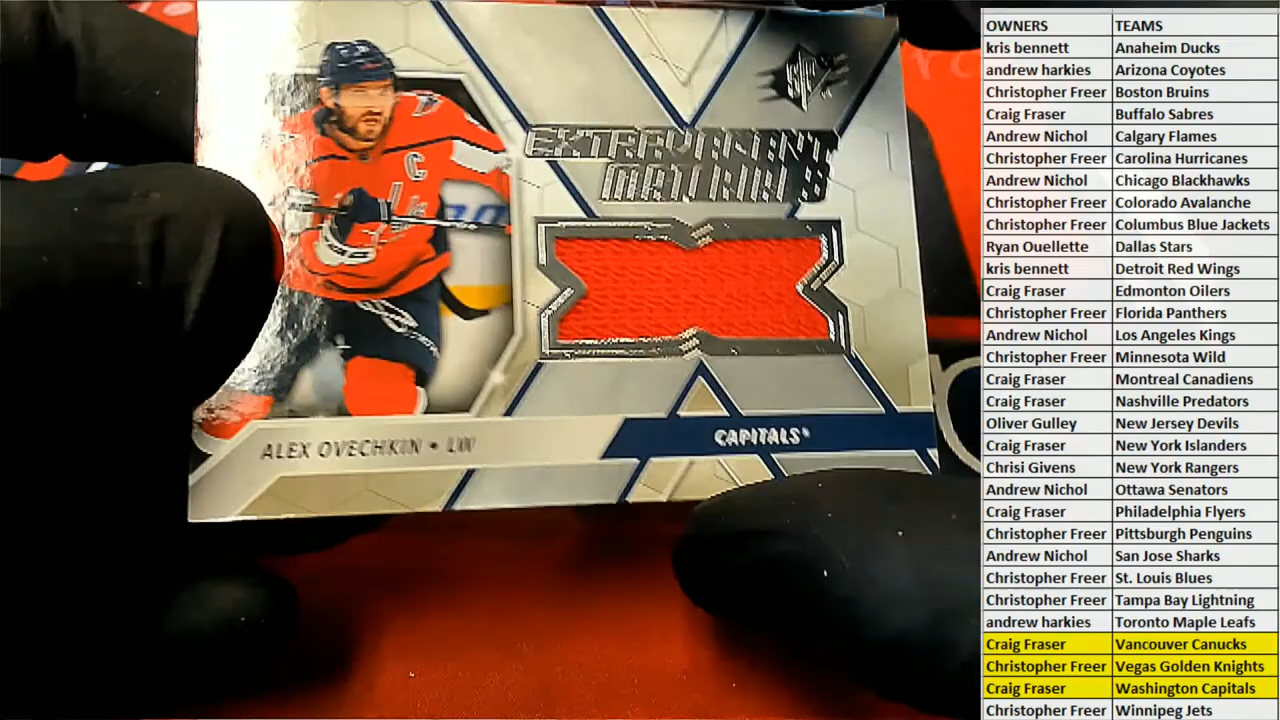 SPX
EXTRAVAGANT
MATERIALS
C
ALEX OVECHKIN • LW
CAPITALS
OWNERS TEAMS
kris bennett Anaheim Ducks
andrew harkies Arizona Coyotes
Christopher Freer Boston Bruins
Craig Fraser Buffalo Sabres
Andrew Nichol Calgary Flames
Christopher Freer Carolina Hurricanes
Andrew Nichol Chicago Blackhawks
Christopher Freer Colorado Avalanche
Christopher Freer Columbus Blue Jackets
Ryan Ouellette Dallas Stars
kris bennett Detroit Red Wings
Craig Fraser Edmonton Oilers
Christopher Freer Florida Panthers
Andrew Nichol Los Angeles Kings
Christopher Freer Minnesota Wild
Craig Fraser Montreal Canadiens
Craig Fraser Nashville Predators
Oliver Gulley New Jersey Devils
Craig Fraser New York Islanders
Chrisi Givens New York Rangers
Andrew Nichol Ottawa Senators
Craig Fraser Philadelphia Flyers
Christopher Freer Pittsburgh Penguins
Andrew Nichol San Jose Sharks
Christopher Freer St. Louis Blues
Christopher Freer Tampa Bay Lightning
andrew harkies Toronto Maple Leafs
Craig Fraser Vancouver Canucks
Christopher Freer Vegas Golden Knights
Craig Fraser Washington Capitals
Christopher Freer Winnipeg Jets